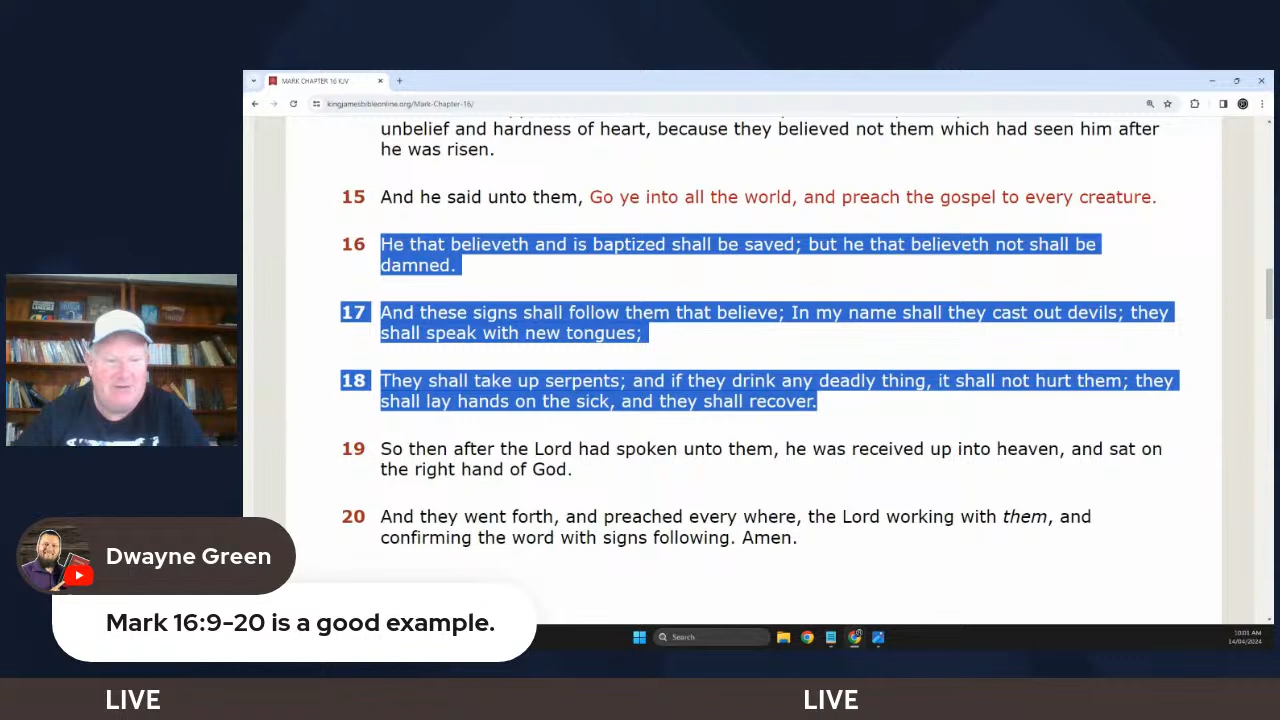 MARK CHAPTER 16 KJV
kingjamesbibleonline.org/Mark-Chapter-16/
unbelief and hardness of heart, because they believed not them which had seen him after
he was risen.
15 And he said unto them, Go ye into all the world, and preach the gospel to every creature.
16 He that believeth and is baptized shall be saved; but he that believeth not shall be
damned.
17 And these signs shall follow them that believe; In my name shall they cast out devils; they
shall speak with new tongues;
18 They shall take up serpents; and if they drink any deadly thing, it shall not hurt them; they
shall lay hands on the sick, and they shall recover.
19 So then after the Lord had spoken unto them, he was received up into heaven, and sat on
the right hand of God.
20 And they went forth, and preached every where, the Lord working with them, and
confirming the word with signs following. Amen.
Dwayne Green
Mark 16:9-20 is a good example.
Search
10:01 AM
14/04/2024
LIVE LIVE